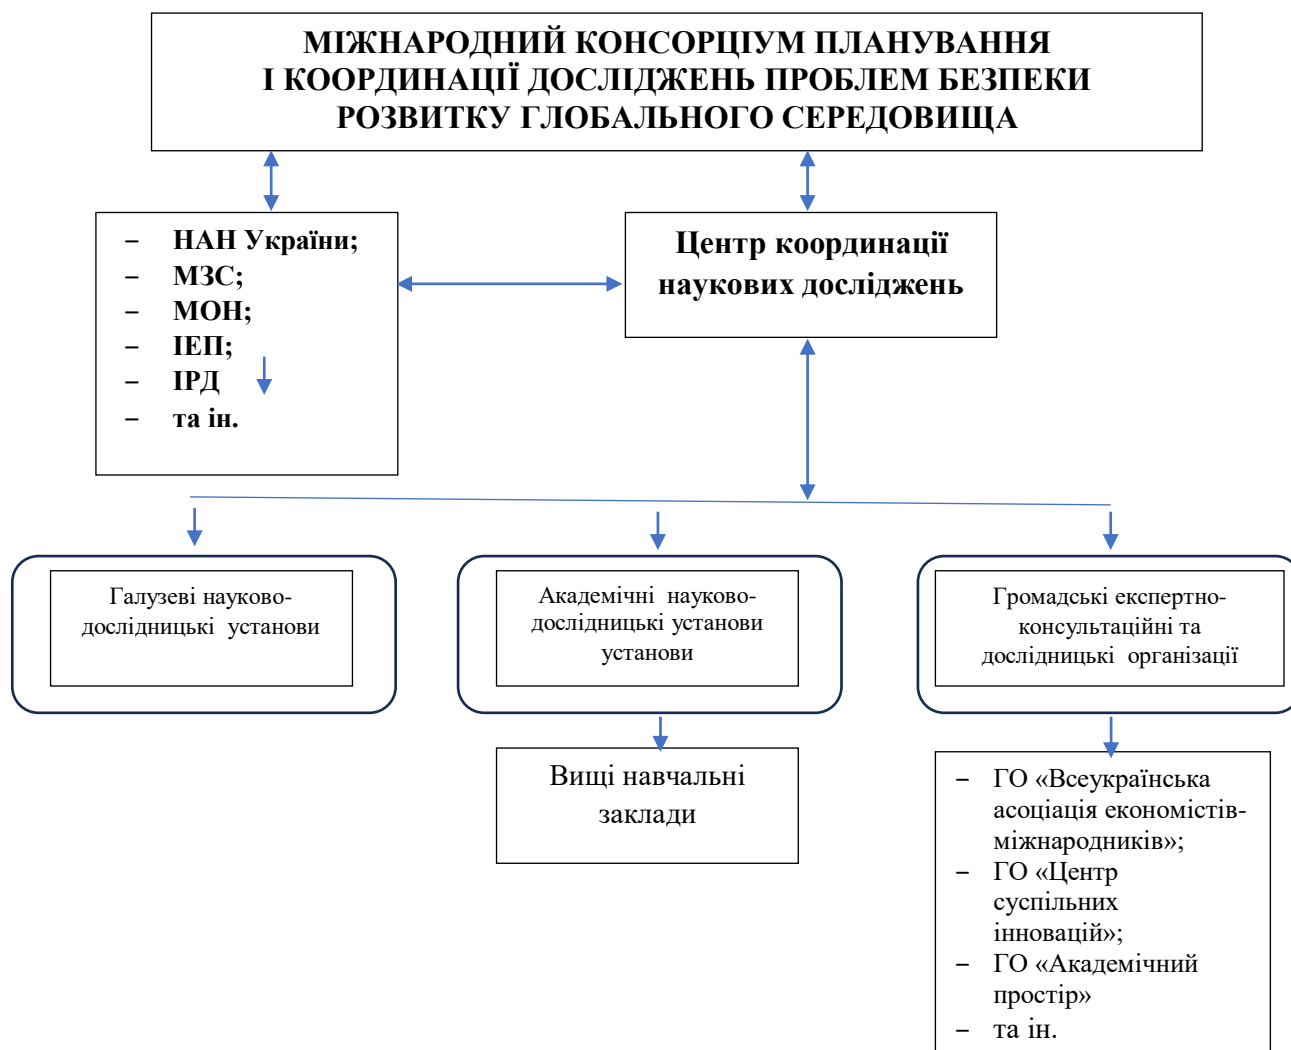 МІЖНАРОДНИЙ КОНСОРЦІУМ ПЛАНУВАННЯ
І КООРДИНАЦІЇ ДОСЛІДЖЕНЬ ПРОБЛЕМ БЕЗПЕКИ
РОЗВИТКУ ГЛОБАЛЬНОГО СЕРЕДОВИЩА
– НАН України;
– МЗС;
– МОН;
– ІЕП;
– ІРД
– та ін.
Центр координації
наукових досліджень
Галузеві науково-
дослідницькі установи
Академічні науково-
дослідницькі установи
установи
Громадські експертно-
консультаційні та
дослідницькі організації
Вищі навчальні
заклади
– ГО «Всеукраїнська
асоціація економістів-
міжнародників»;
– ГО «Центр
суспільних
інновацій»;
– ГО «Академічний
простір»
– та ін.